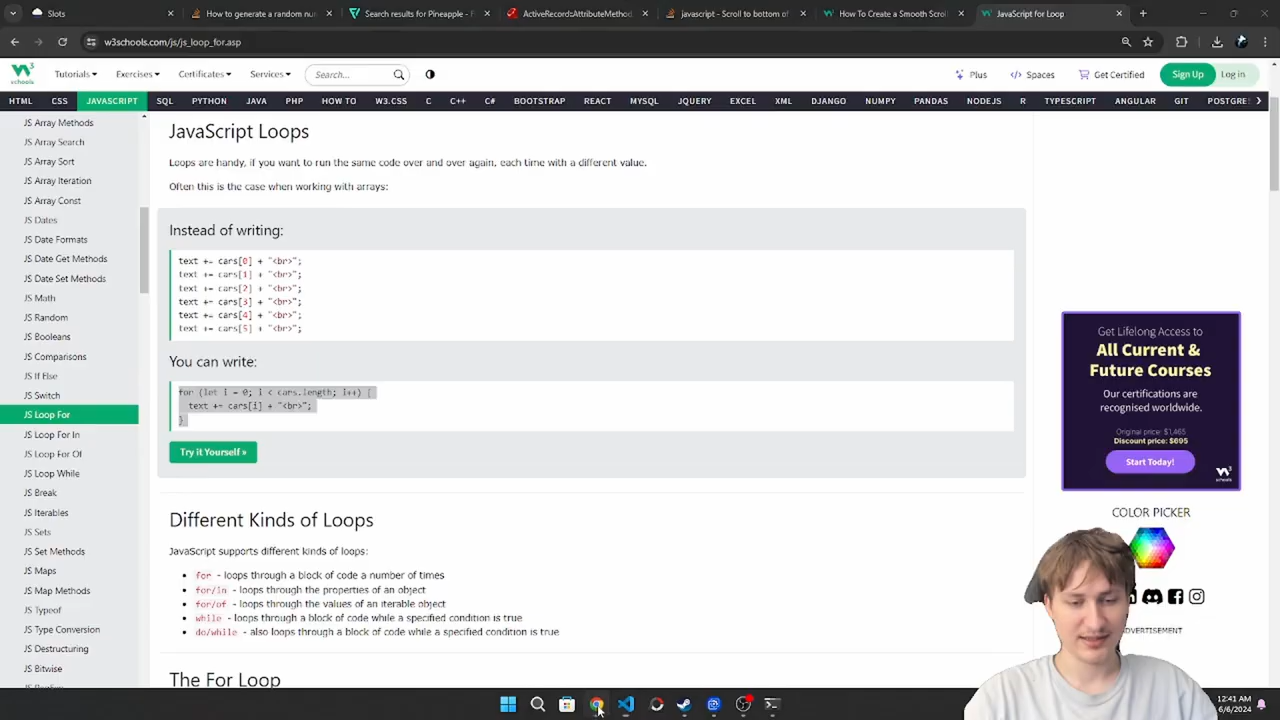 Slots
How to generate a random nu
Search results for Pineapple -
ActiveRecord::AttributeMethod
javascript - Scroll to bottom of
How To Create a Smooth Scrol
JavaScript for Loop
w3schools.com/js/js_loop_for.asp
Tutorials
Exercises
Certificates
Services
Search...
Plus
Spaces
Get Certified
Sign Up
Log in
HTML CSS JAVASCRIPT SQL PYTHON JAVA PHP HOW TO W3.CSS C C++ C# BOOTSTRAP REACT MYSQL JQUERY EXCEL XML DJANGO NUMPY PANDAS NODEJS R TYPESCRIPT ANGULAR GIT POSTGRE
JS Array Methods
JS Array Search
JS Array Sort
JS Array Iteration
JS Array Const
JS Dates
JS Date Formats
JS Date Get Methods
JS Date Set Methods
JS Math
JS Random
JS Booleans
JS Comparisons
JS If Else
JS Switch
JS Loop For
JS Loop For In
JS Loop For Of
JS Loop While
JS Break
JS Iterables
JS Sets
JS Set Methods
JS Maps
JS Map Methods
JS Typeof
JS Type Conversion
JS Destructuring
JS Bitwise
JavaScript Loops
Loops are handy, if you want to run the same code over and over again, each time with a different value.
Often this is the case when working with arrays:
Instead of writing:
text += cars[0] + "<br>";
text += cars[1] + "<br>";
text += cars[2] + "<br>";
text += cars[3] + "<br>";
text += cars[4] + "<br>";
text += cars[5] + "<br>";
You can write:
for (let i = 0; i < cars.length; i++) {
text += cars[i] + "<br>";
}
Try it Yourself »
Different Kinds of Loops
JavaScript supports different kinds of loops:
for - loops through a block of code a number of times
for/in - loops through the properties of an object
for/of - loops through the values of an iterable object
while - loops through a block of code while a specified condition is true
do/while - also loops through a block of code while a specified condition is true
The For Loop
Get Lifelong Access to
All Current &
Future Courses
Our certifications are
recognised worldwide.
Original price: $1,465
Discount price: $695
Start Today!
COLOR PICKER
ADVERTISEMENT
12:41 AM
6/6/2024